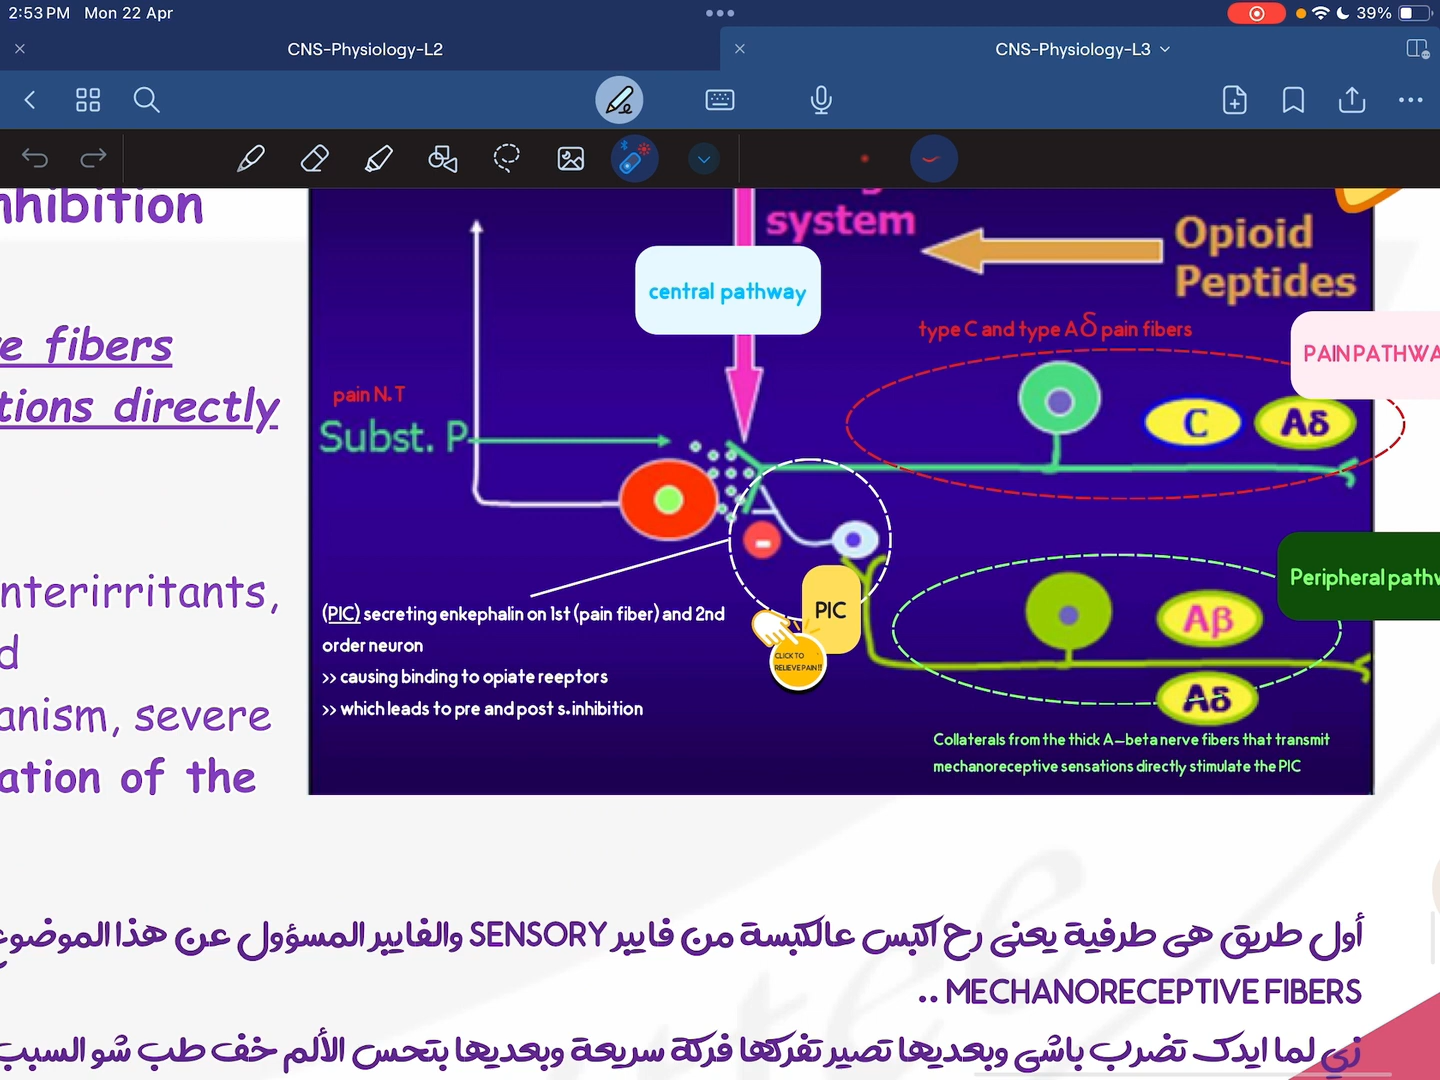 2:53 PM Mon 22 Apr
39%
CNS-Physiology-L2
CNS-Physiology-L3
nhibition
system
Opioid
Peptides
central pathway
type C and type Aδ pain fibers
PAIN PATHWA
e fibers
tions directly
pain N.T
Subst. P
C
Aδ
nterirritants,
d
anism, severe
ation of the
(PIC) secreting enkephalin on 1st (pain fiber) and 2nd
order neuron
>> causing binding to opiate reeptors
>> which leads to pre and post s.inhibition
PIC
CLICK TO
RELIEVE PAIN!!
Peripheral pathw
Aβ
Aδ
Collaterals from the thick A-beta nerve fibers that transmit
mechanoreceptive sensations directly stimulate the PIC
أول طريق هي طرفية يعني رح اكبس عالكبسة من فايبر SENSORY والفايبر المسؤول عن هذا الموضوع
MECHANORECEPTIVE FIBERS ..
زي لما ايدك تضرب باشي وبعديها تصير تفركها فركة سريعة وبعديها بتحس الألم خف طب شو السبب